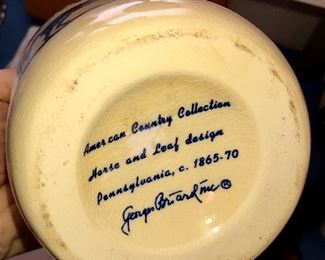 American Country Collection
Horse and Leaf design
Pennsylvania, c. 1865-70
Georges Briard Inc ®